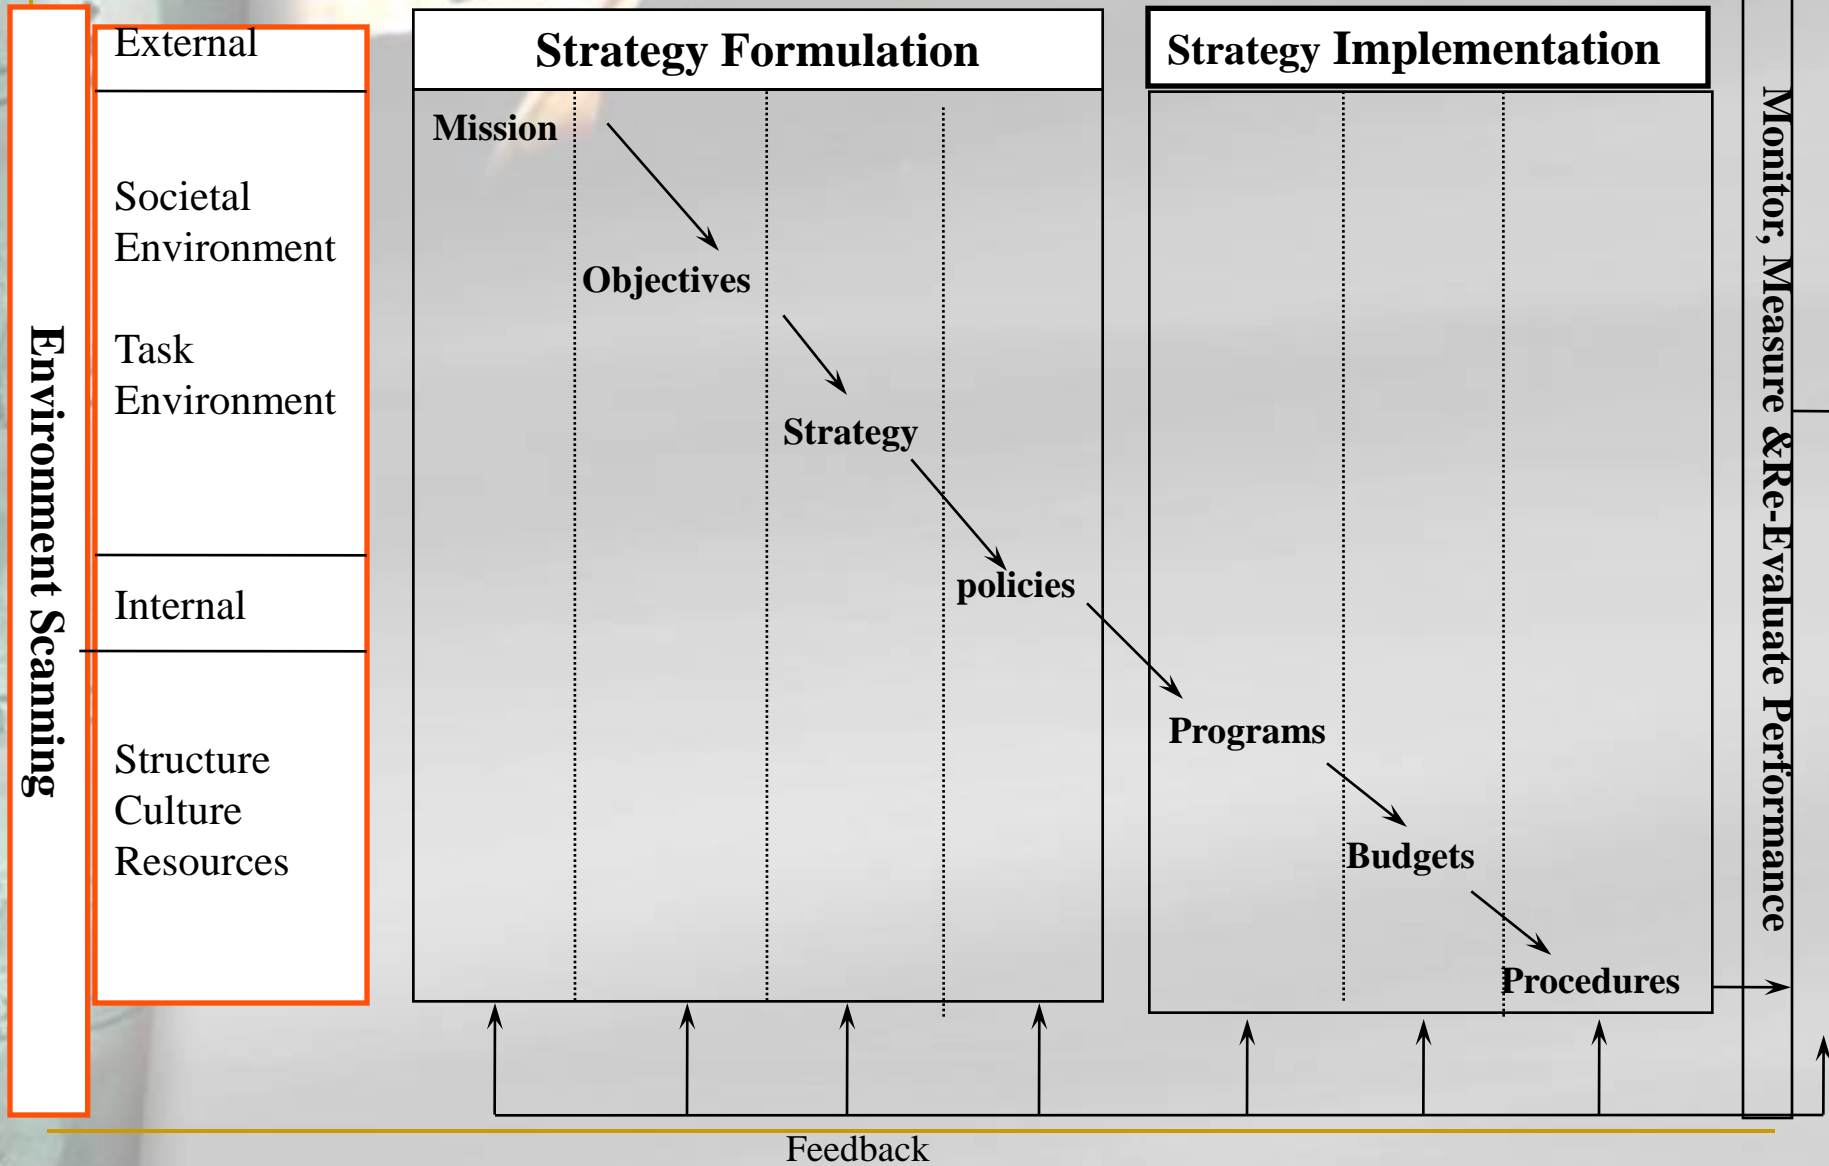 Environment Scanning
External
Societal
Environment
Task
Environment
Internal
Structure
Culture
Resources
Strategy Formulation
Mission
Objectives
Strategy
policies
Strategy Implementation
Programs
Budgets
Procedures
Monitor, Measure &Re-Evaluate Performance
Feedback